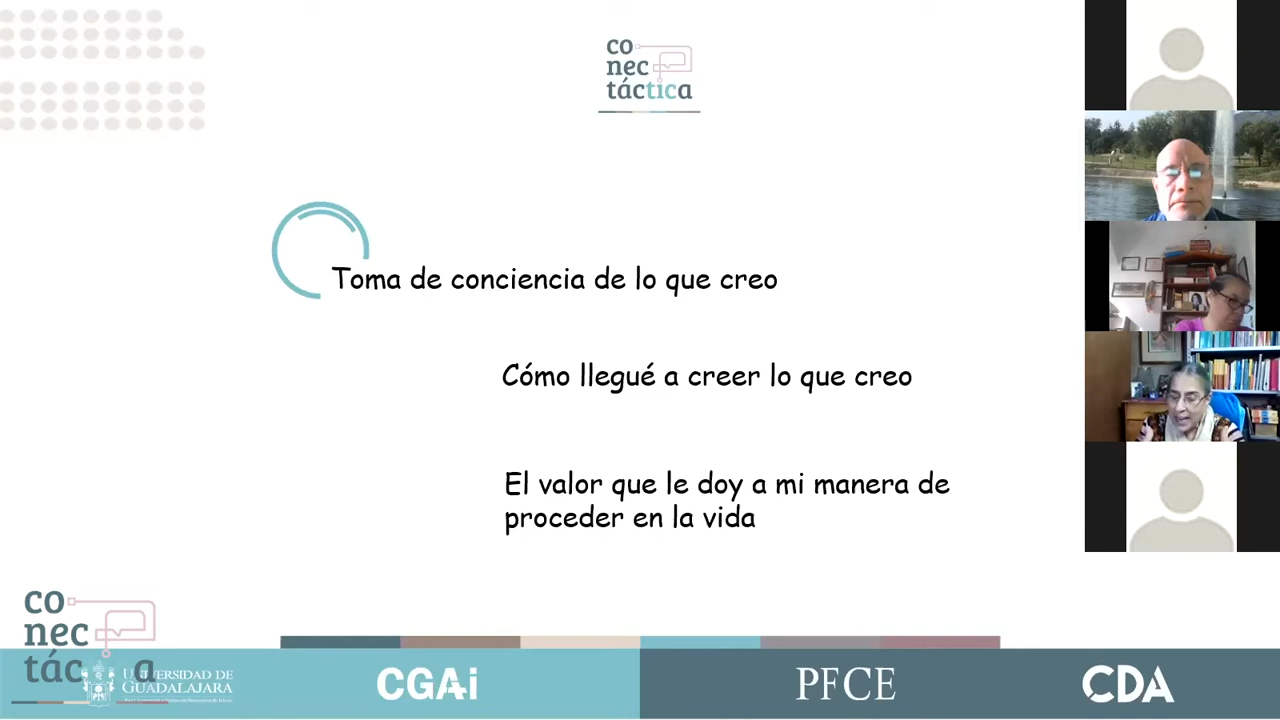 co
nec
táctica
Toma de conciencia de lo que creo
Cómo llegué a creer lo que creo
El valor que le doy a mi manera de
proceder en la vida
co
nec
tác a
UNIVERSIDAD DE
GUADALAJARA
CGAi
PFCE
CDA